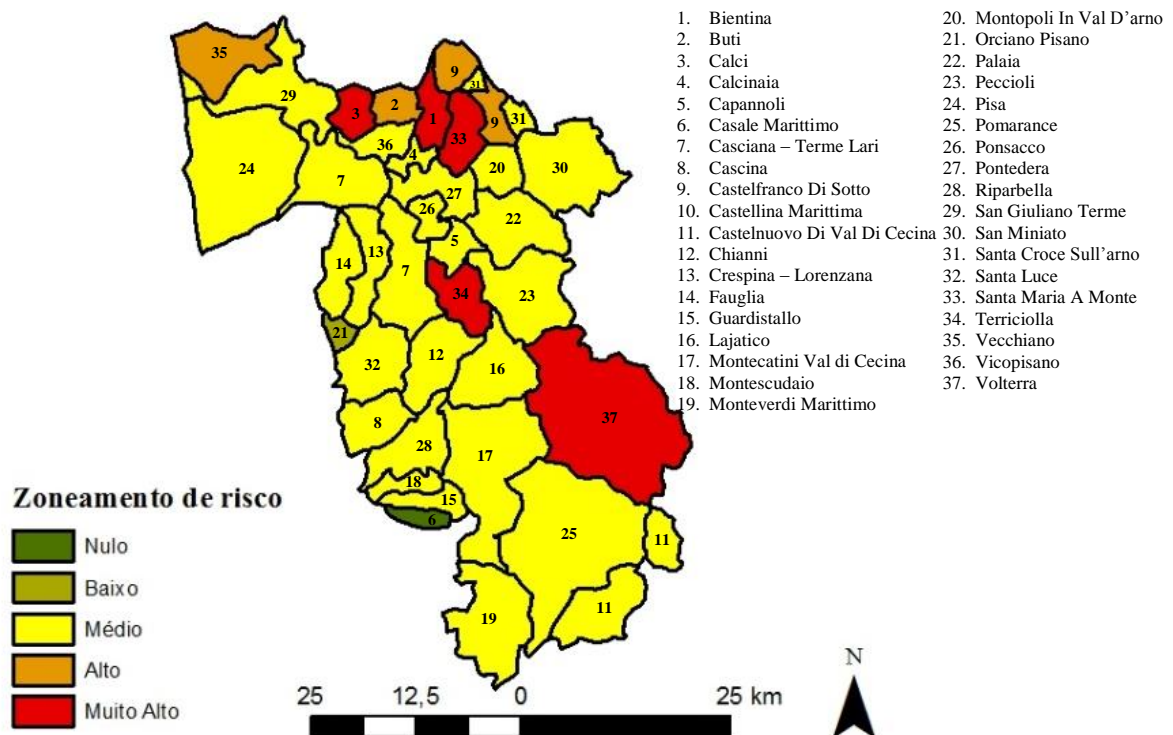 1. Bientina
2. Buti
3. Calci
4. Calcinaia
5. Capannoli
6. Casale Marittimo
7. Casciana – Terme Lari
8. Cascina
9. Castelfranco Di Sotto
10. Castellina Marittima
11. Castelnuovo Di Val Di Cecina
12. Chianni
13. Crespina – Lorenzana
14. Fauglia
15. Guardistallo
16. Lajatico
17. Montecatini Val di Cecina
18. Montescudaio
19. Monteverdi Marittimo
20. Montopoli In Val D’arno
21. Orciano Pisano
22. Palaia
23. Peccioli
24. Pisa
25. Pomarance
26. Ponsacco
27. Pontedera
28. Riparbella
29. San Giuliano Terme
30. San Miniato
31. Santa Croce Sull’arno
32. Santa Luce
33. Santa Maria A Monte
34. Terriciolla
35. Vecchiano
36. Vicopisano
37. Volterra
35
9
31
29
3
2
1
33
9
31
36
4
24
7
20
30
27
26
22
5
13
14
7
34
23
21
32
12
16
37
8
28
17
18
15
6
25
11
19
11
Zoneamento de risco
Nulo
Baixo
Médio
Alto
Muito Alto
25 12,5 0 25 km
N